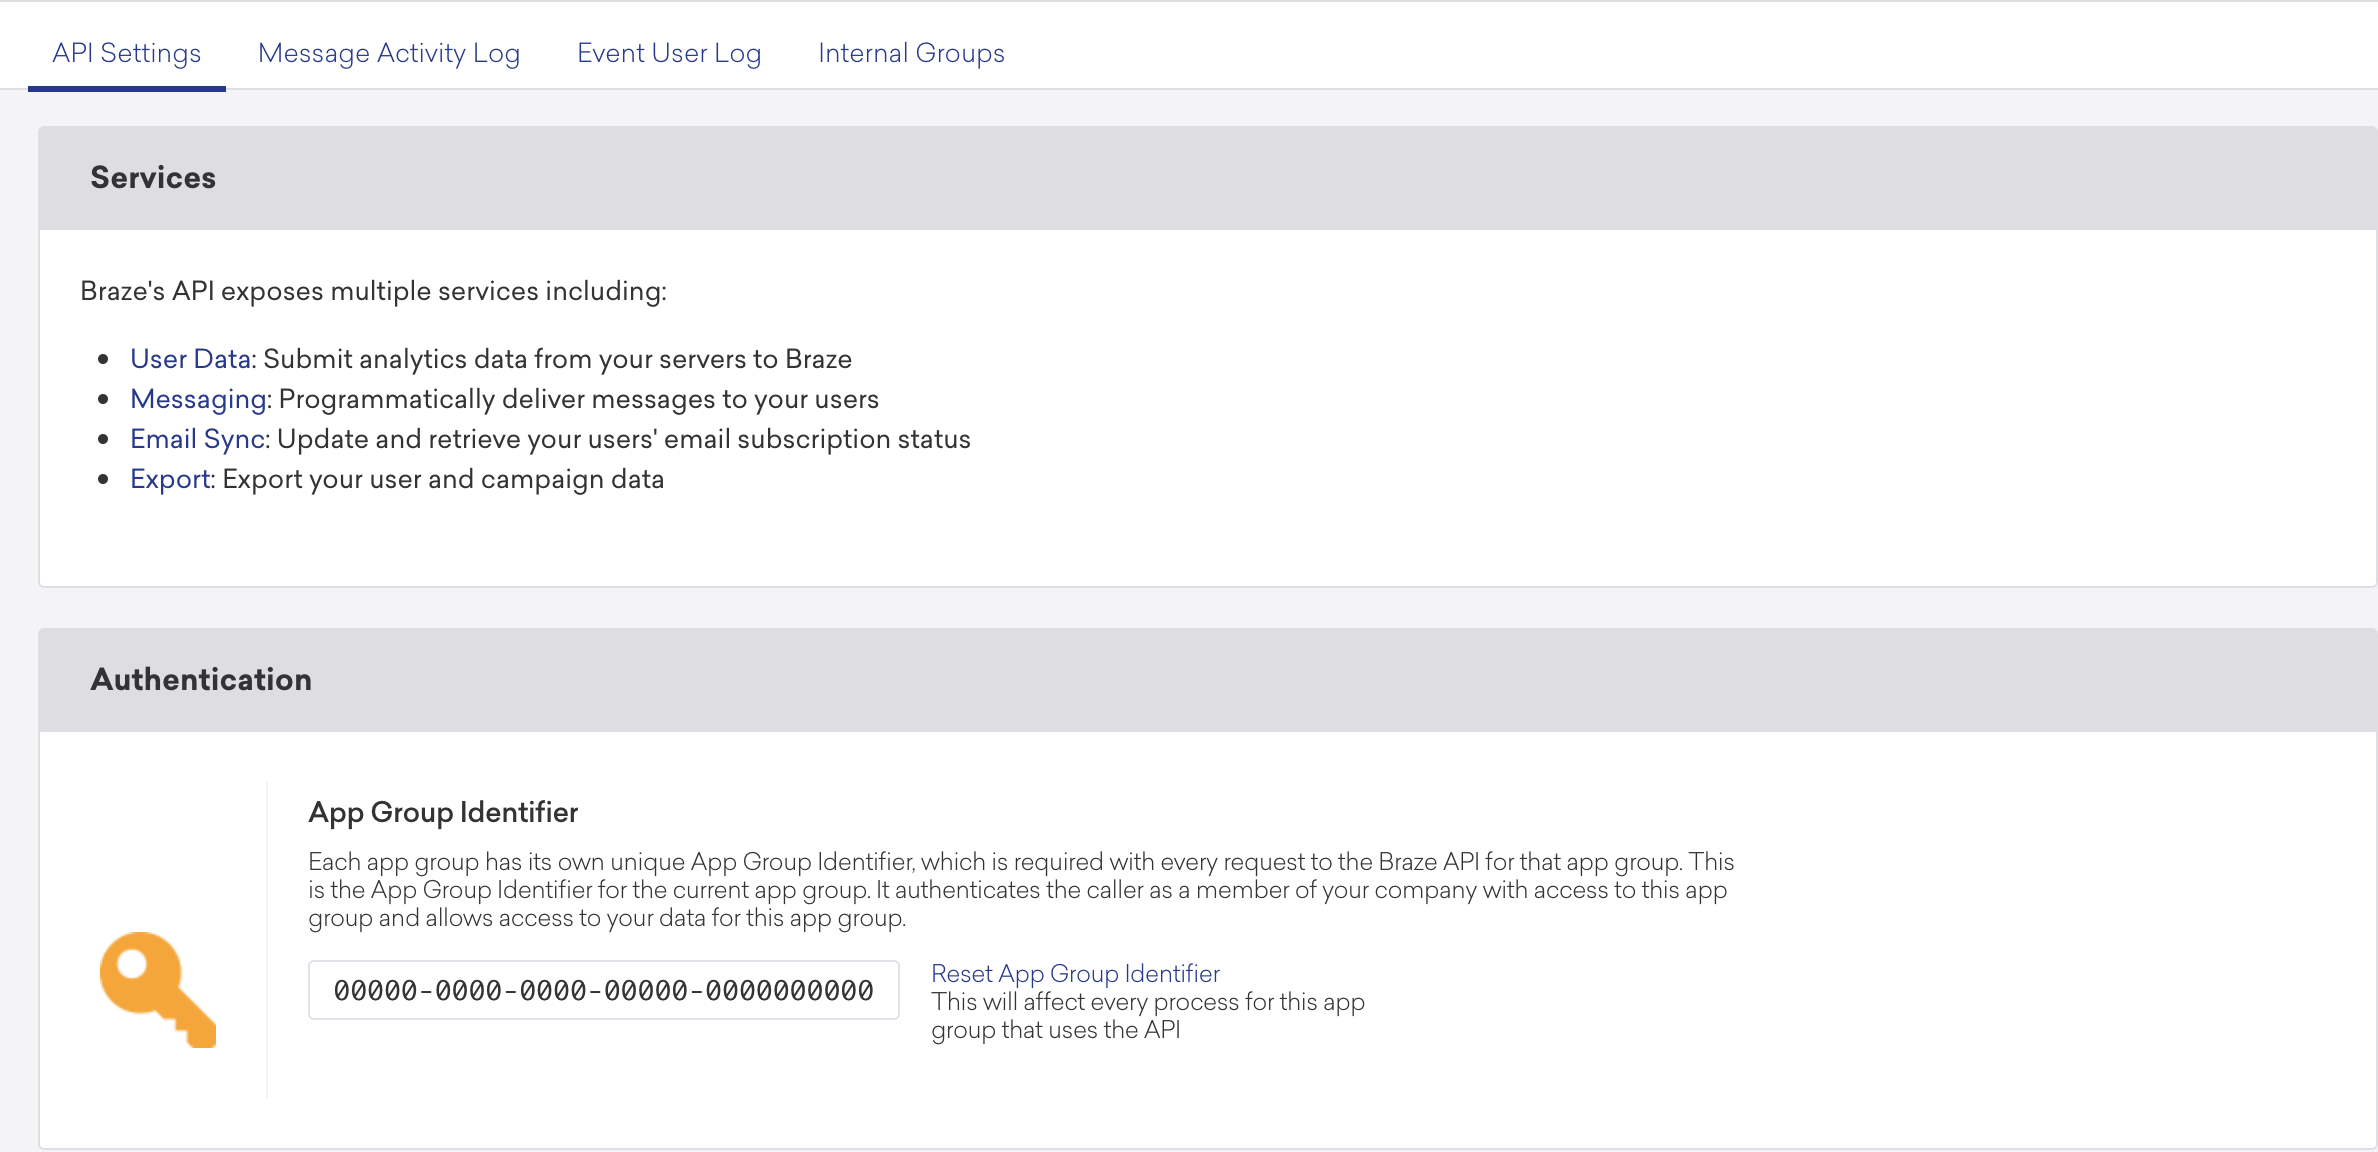 API Settings Message Activity Log Event User Log Internal Groups
Services
Braze's API exposes multiple services including:
• User Data: Submit analytics data from your servers to Braze
• Messaging: Programmatically deliver messages to your users
• Email Sync: Update and retrieve your users' email subscription status
• Export: Export your user and campaign data
Authentication
App Group Identifier
Each app group has its own unique App Group Identifier, which is required with every request to the Braze API for that app group. This
is the App Group Identifier for the current app group. It authenticates the caller as a member of your company with access to this app
group and allows access to your data for this app group.
00000-0000-0000-00000-0000000000
Reset App Group Identifier
This will affect every process for this app
group that uses the API